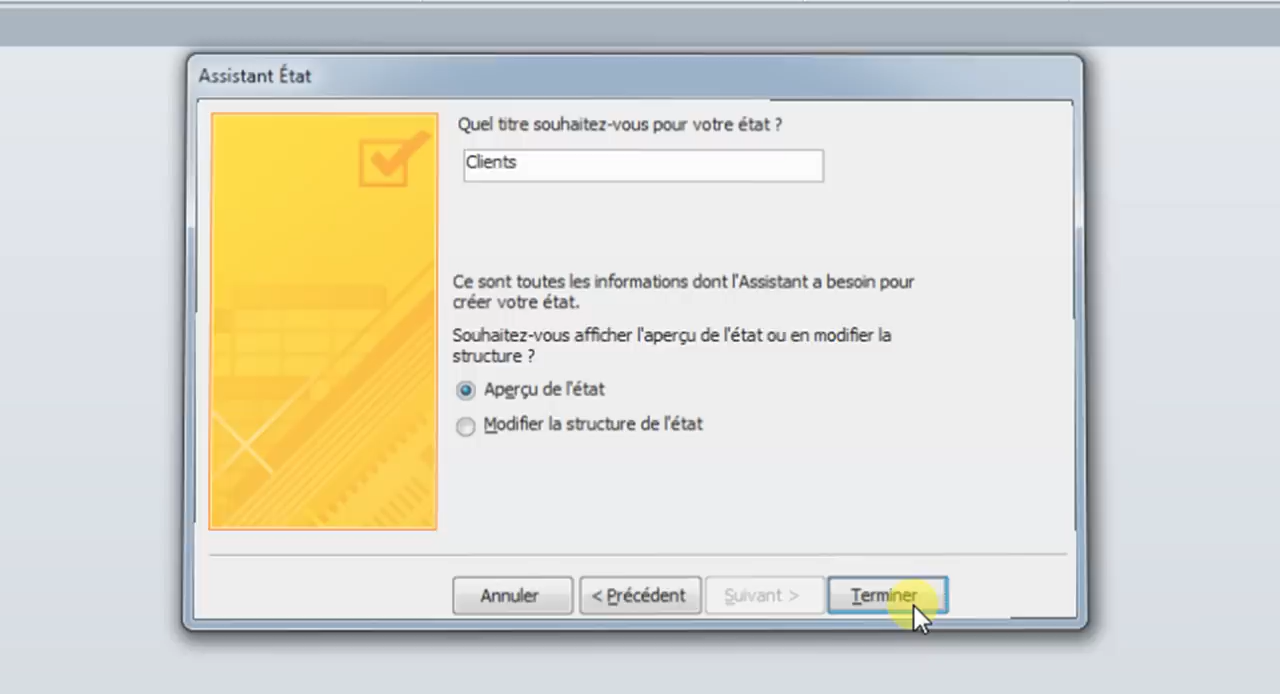 Assistant État
Quel titre souhaitez-vous pour votre état ?
Clients
Ce sont toutes les informations dont l'Assistant a besoin pour
créer votre état.
Souhaitez-vous afficher l'aperçu de l'état ou en modifier la
structure ?
Aperçu de l'état
Modifier la structure de l'état
Annuler
< Précédent
Suivant >
Terminer